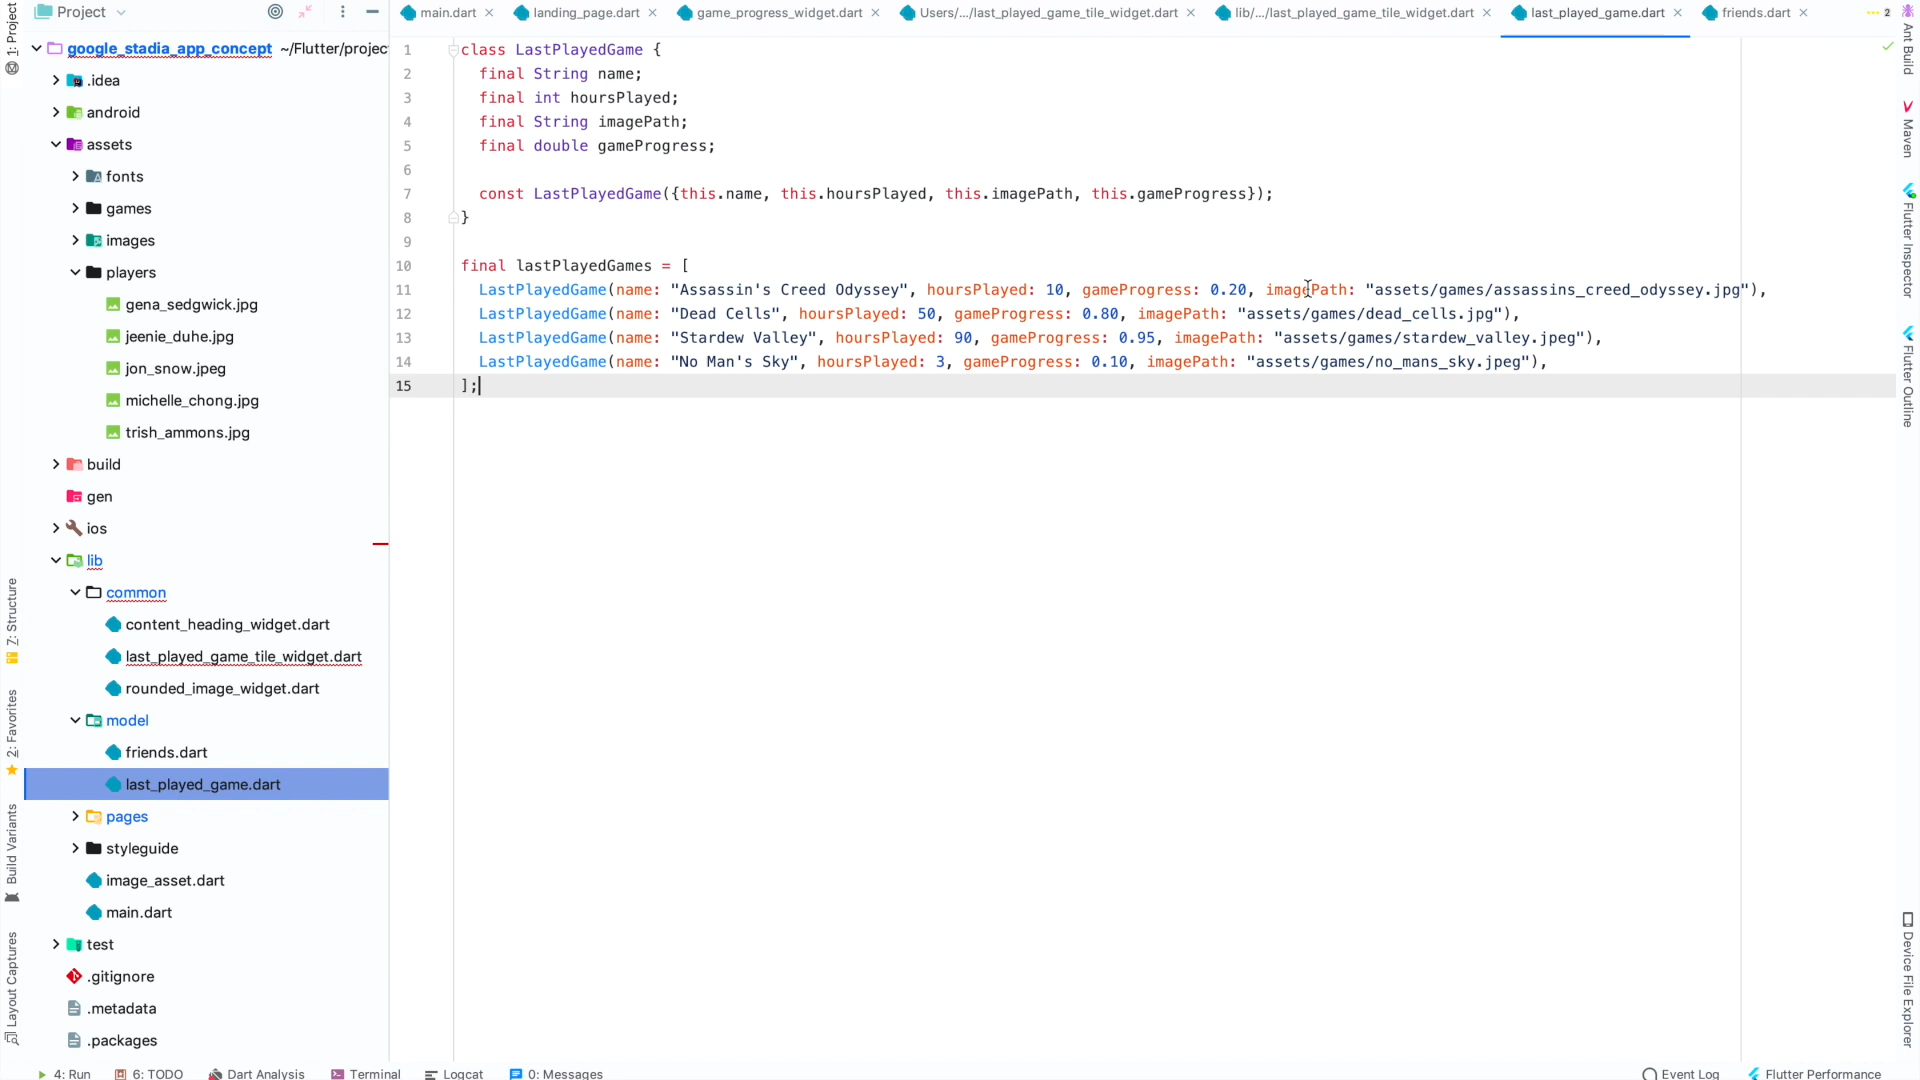 Project
main.dart
landing_page.dart
game_progress_widget.dart
Users/.../last_played_game_tile_widget.dart
lib/.../last_played_game_tile_widget.dart
last_played_game.dart
friends.dart
2
1: Project
google_stadia_app_concept ~/Flutter/projec
.idea
android
assets
fonts
games
images
players
gena_sedgwick.jpg
jeenie_duhe.jpg
jon_snow.jpeg
michelle_chong.jpg
trish_ammons.jpg
build
gen
ios
lib
common
content_heading_widget.dart
last_played_game_tile_widget.dart
rounded_image_widget.dart
model
friends.dart
last_played_game.dart
pages
styleguide
image_asset.dart
main.dart
test
.gitignore
.metadata
.packages
Z: Structure
2: Favorites
Build Variants
Layout Captures
1 class LastPlayedGame {
2 final String name;
3 final int hoursPlayed;
4 final String imagePath;
5 final double gameProgress;
6
7 const LastPlayedGame({this.name, this.hoursPlayed, this.imagePath, this.gameProgress});
8 }
9
10 final lastPlayedGames = [
11 LastPlayedGame(name: "Assassin's Creed Odyssey", hoursPlayed: 10, gameProgress: 0.20, imagePath: "assets/games/assassins_creed_odyssey.jpg"),
12 LastPlayedGame(name: "Dead Cells", hoursPlayed: 50, gameProgress: 0.80, imagePath: "assets/games/dead_cells.jpg"),
13 LastPlayedGame(name: "Stardew Valley", hoursPlayed: 90, gameProgress: 0.95, imagePath: "assets/games/stardew_valley.jpeg"),
14 LastPlayedGame(name: "No Man's Sky", hoursPlayed: 3, gameProgress: 0.10, imagePath: "assets/games/no_mans_sky.jpeg"),
15 ];
Ant Build
Maven
Flutter Inspector
Flutter Outline
Device File Explorer
4: Run
6: TODO
Dart Analysis
Terminal
Logcat
0: Messages
Event Log
Flutter Performance